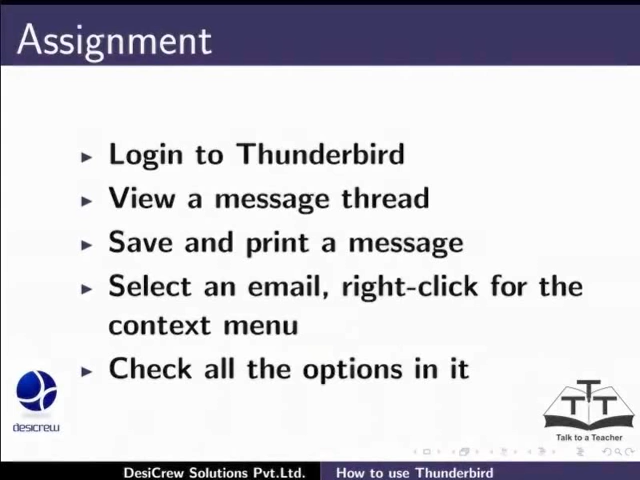 Assignment
Login to Thunderbird
View a message thread
Save and print a message
Select an email, right-click for the
context menu
Check all the options in it
desicrew
TTT
Talk to a Teacher
DesiCrew Solutions Pvt.Ltd.
How to use Thunderbird